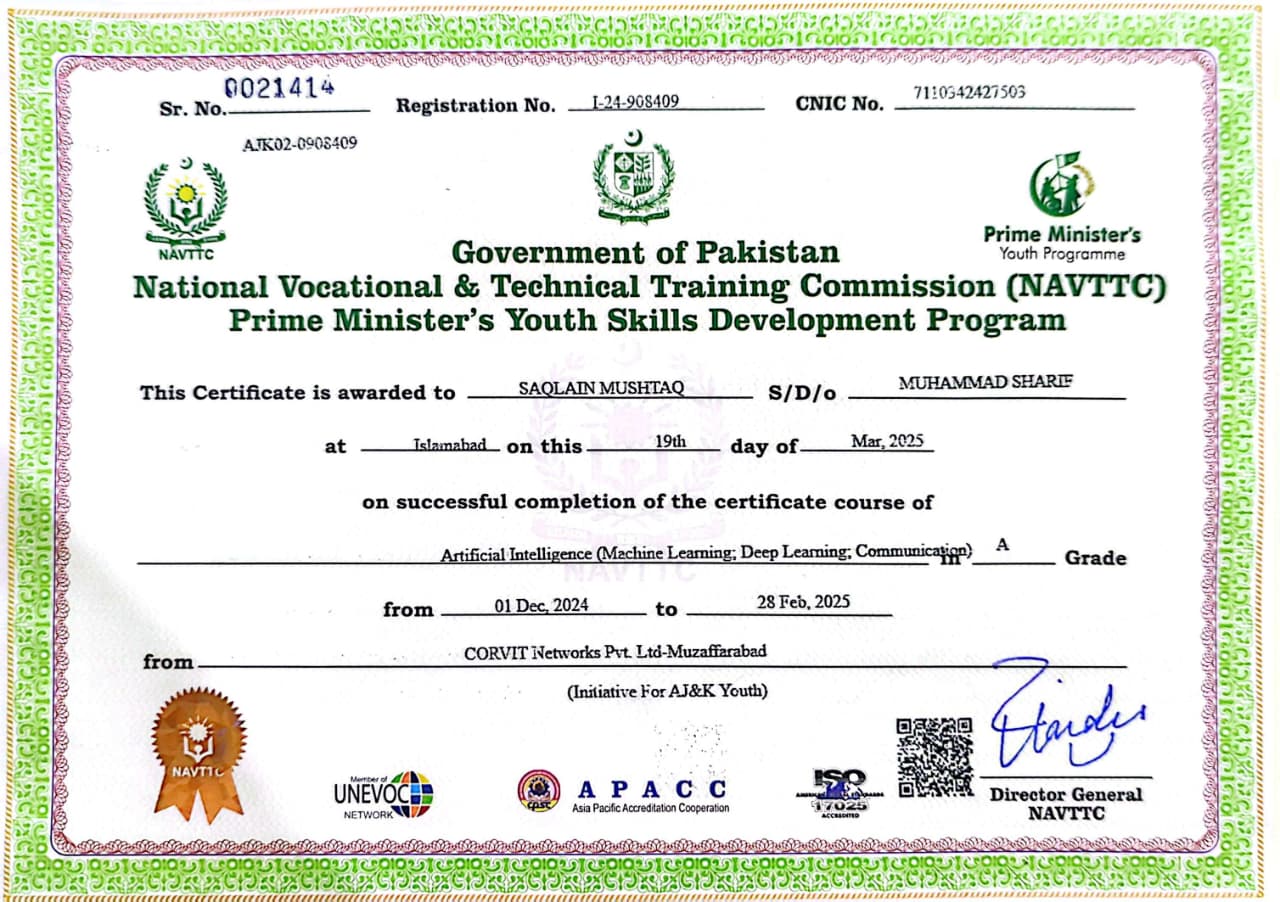 Sr. No. 0021414 Registration No. I-24-908409 CNIC No. 7110342427503
AJK02-0908409
NAVTTC
Prime Minister's
Youth Programme
Government of Pakistan
National Vocational & Technical Training Commission (NAVTTC)
Prime Minister's Youth Skills Development Program
This Certificate is awarded to SAQLAIN MUSHTAQ S/D/o MUHAMMAD SHARIF
at Islamabad on this 19th day of Mar, 2025
on successful completion of the certificate course of
Artificial Intelligence (Machine Learning; Deep Learning; Communication) in A Grade
NAVTTC
from 01 Dec, 2024 to 28 Feb, 2025
from CORVIT Networks Pvt. Ltd-Muzaffarabad
(Initiative For AJ&K Youth)
NAVTTC
Member of
UNEVOC
NETWORK
cpsc
APACC
Asia Pacific Accreditation Cooperation
ISO
17025
ACCREDITED
Director General
NAVTTC